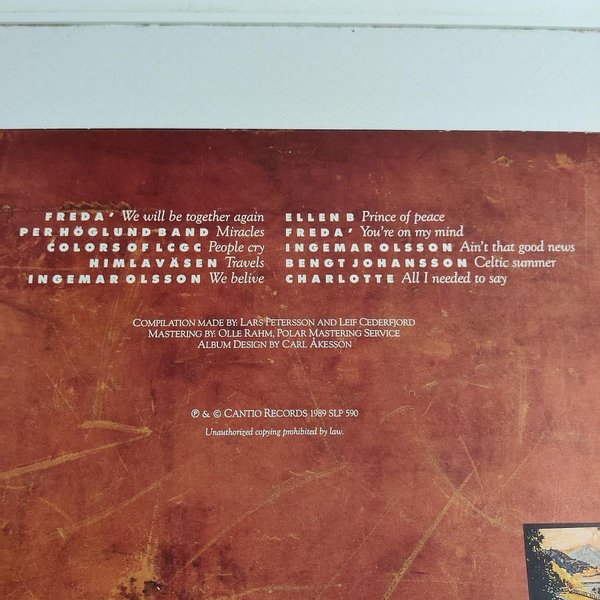 FREDA' We will be together again
PER HÖGLUND BAND Miracles
COLORS OF LCGC People cry
HIMLAVÄSEN Travels
INGEMAR OLSSON We belive
ELLEN B Prince of peace
FREDA' You're on my mind
INGEMAR OLSSON Ain't that good news
BENGT JOHANSSON Celtic summer
CHARLOTTE All I needed to say
COMPILATION MADE BY: LARS PETERSSON AND LEIF CEDERFJORD
MASTERING BY: OLLE RAHM, POLAR MASTERING SERVICE
ALBUM DESIGN BY CARL ÅKESSON
℗ & © CANTIO RECORDS 1989 SLP 590
Unauthorized copying prohibited by law.